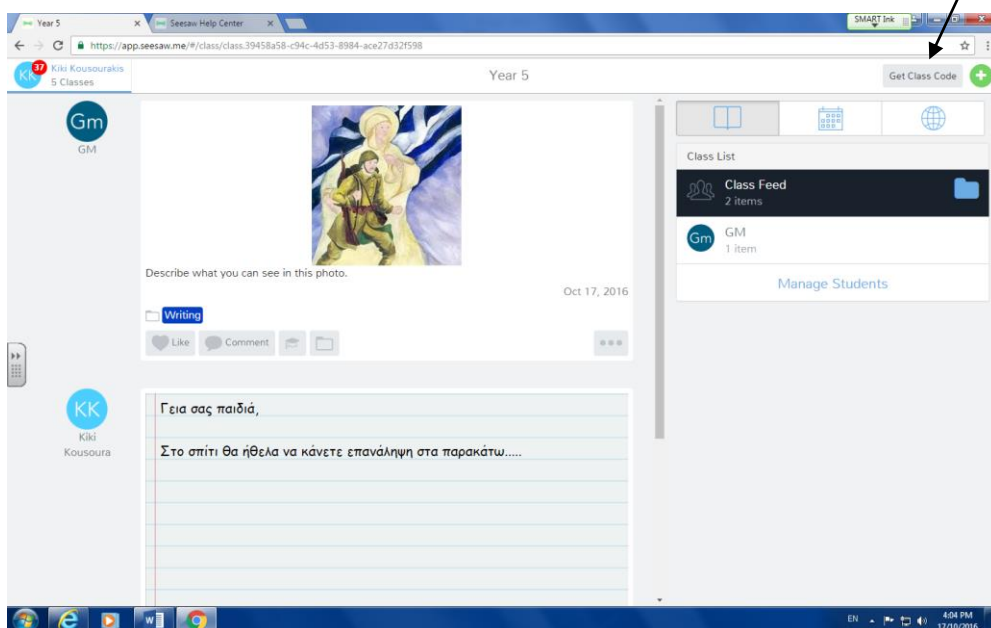 Year 5
Seesaw Help Center
SMART Ink
https://app.seesaw.me/#/class/class.39458a58-c94c-4d53-8984-ace27d32f598
KK
37
Kiki Kousourakis
5 Classes
Year 5
Get Class Code
Gm
GM
Describe what you can see in this photo.
Oct 17, 2016
Writing
Like
Comment
Class List
Class Feed
2 items
Gm
GM
1 item
Manage Students
KK
Kiki
Kousoura
Γεια σας παιδιά,
Στο σπίτι θα ήθελα να κάνετε επανάληψη στα παρακάτω.....
EN
4:04 PM
17/10/2016